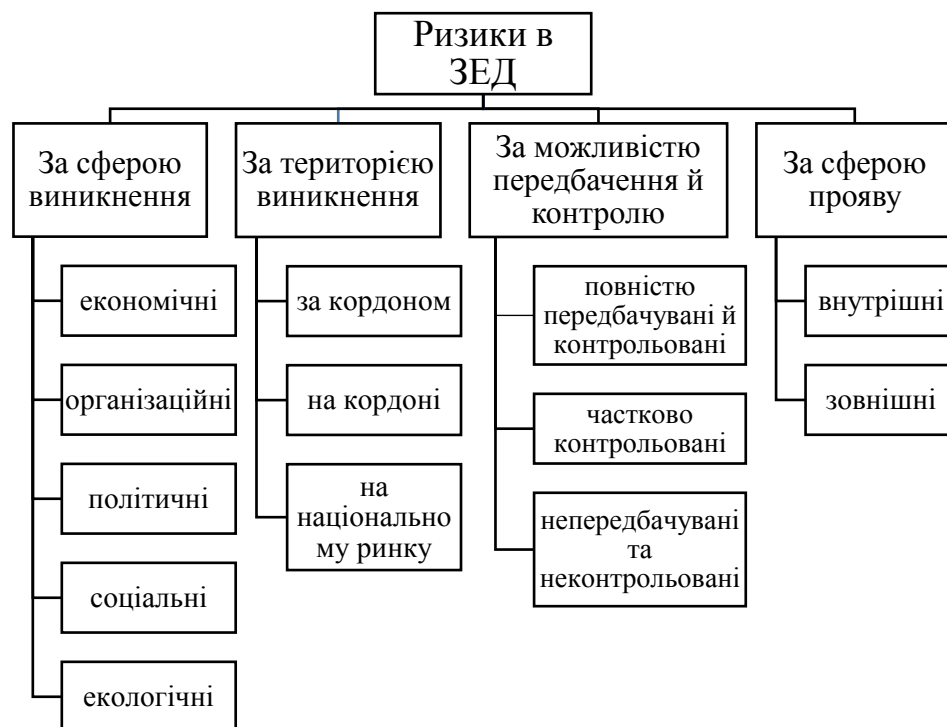 Ризики в
ЗЕД
За сферою
виникнення
економічні
організаційні
політичні
соціальні
екологічні
За територією
виникнення
за кордоном
на кордоні
на
національно
му ринку
За можливістю
передбачення й
контролю
повністю
передбачувані й
контрольовані
частково
контрольовані
непередбачувані
та
неконтрольовані
За сферою
прояву
внутрішні
зовнішні